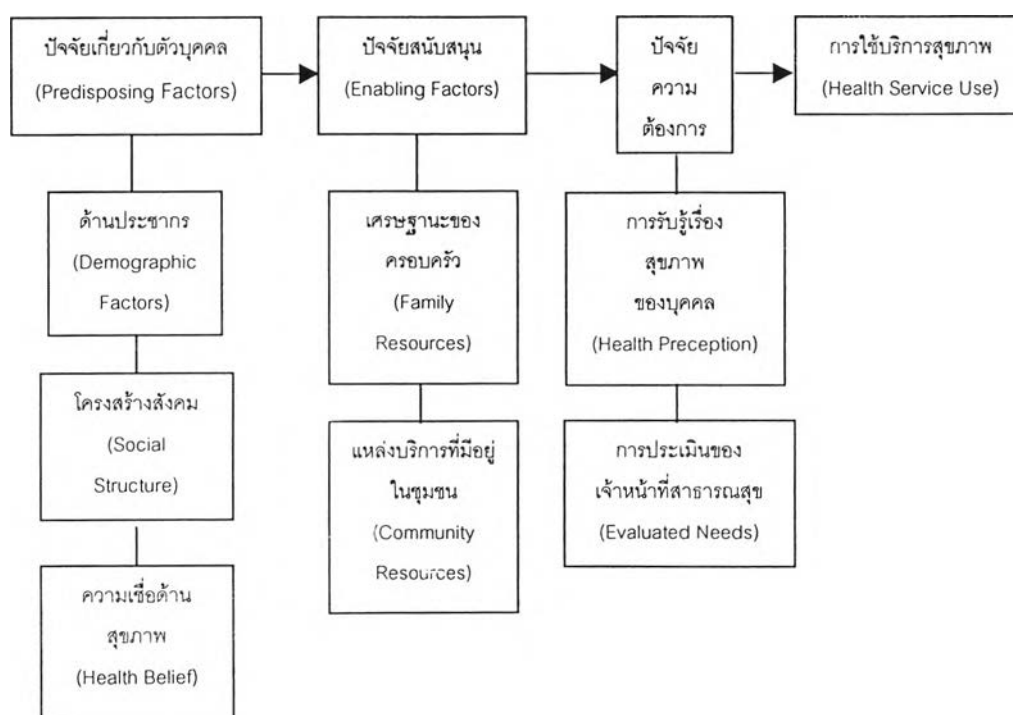 ปัจจัยเกี่ยวกับตัวบุคคล
(Predisposing Factors)
ปัจจัยสนับสนุน
(Enabling Factors)
ปัจจัย
ความ
ต้องการ
การใช้บริการสุขภาพ
(Health Service Use)
ด้านประชากร
(Demographic
Factors)
โครงสร้างสังคม
(Social
Structure)
ความเชื่อด้าน
สุขภาพ
(Health Belief)
เศรษฐานะของ
ครอบครัว
(Family
Resources)
แหล่งบริการที่มีอยู่
ในชุมชน
(Community
Resources)
การรับรู้เรื่อง
สุขภาพ
ของบุคคล
(Health Preception)
การประเมินของ
เจ้าหน้าที่สาธารณสุข
(Evaluated Needs)